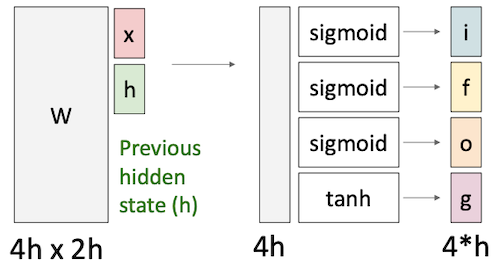 x
W
h
Previous
hidden
state (h)
4h x 2h
sigmoid
i
sigmoid
f
sigmoid
o
tanh
g
4h
4*h